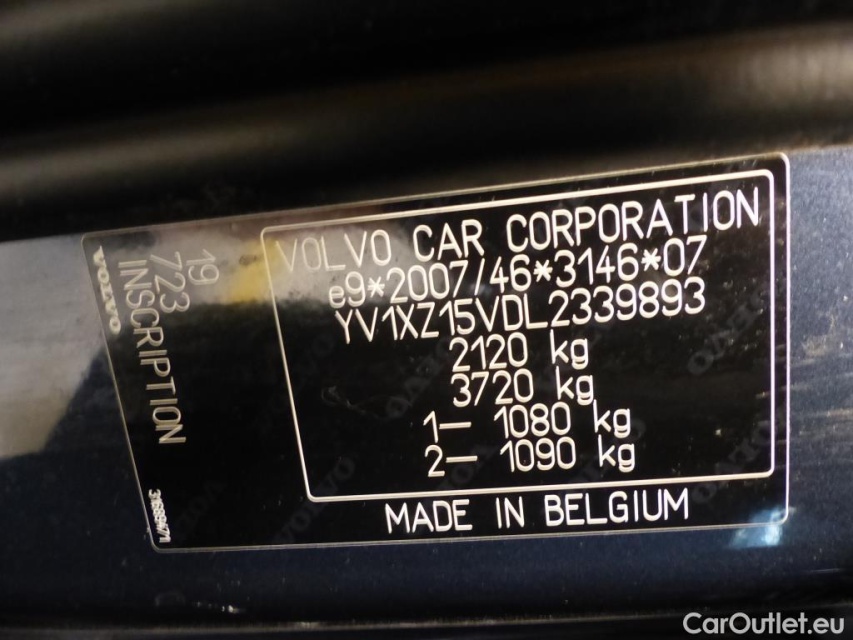 VOLVO CAR CORPORATION
e9*2007/46*3146*07
YV1XZ15VDL2339893
2120 kg
3720 kg
1— 1080 kg
2— 1090 kg
MADE IN BELGIUM
19
723
INSCRIPTION
VOLVO
CarOutlet.eu